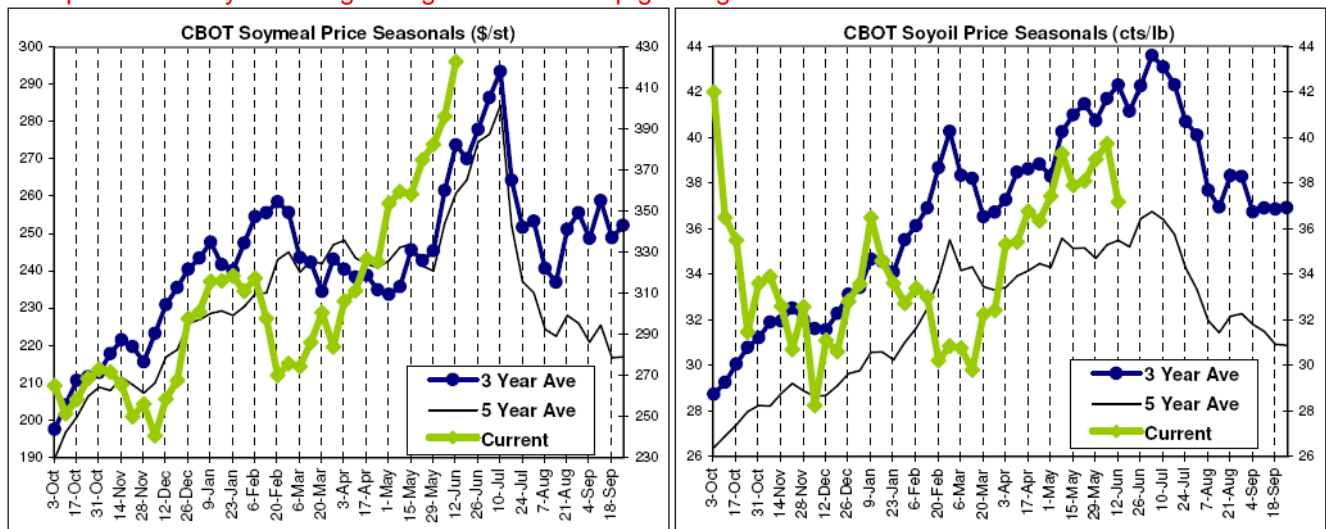 CBOT Soymeal Price Seasonals ($/st)
300
290
280
270
260
250
240
230
220
210
200
190
430
410
390
370
350
330
310
290
270
250
230
3 Year Ave
5 Year Ave
Current
3-Oct
17-Oct
31-Oct
14-Nov
28-Nov
12-Dec
26-Dec
9-Jan
23-Jan
6-Feb
20-Feb
6-Mar
20-Mar
3-Apr
17-Apr
1-May
15-May
29-May
12-Jun
26-Jun
10-Jul
24-Jul
7-Aug
21-Aug
4-Sep
18-Sep
CBOT Soyoil Price Seasonals (cts/lb)
44
42
40
38
36
34
32
30
28
26
44
42
40
38
36
34
32
30
28
26
3 Year Ave
5 Year Ave
Current
3-Oct
17-Oct
31-Oct
14-Nov
28-Nov
12-Dec
26-Dec
9-Jan
23-Jan
6-Feb
20-Feb
6-Mar
20-Mar
3-Apr
17-Apr
1-May
15-May
29-May
12-Jun
26-Jun
10-Jul
24-Jul
7-Aug
21-Aug
4-Sep
18-Sep